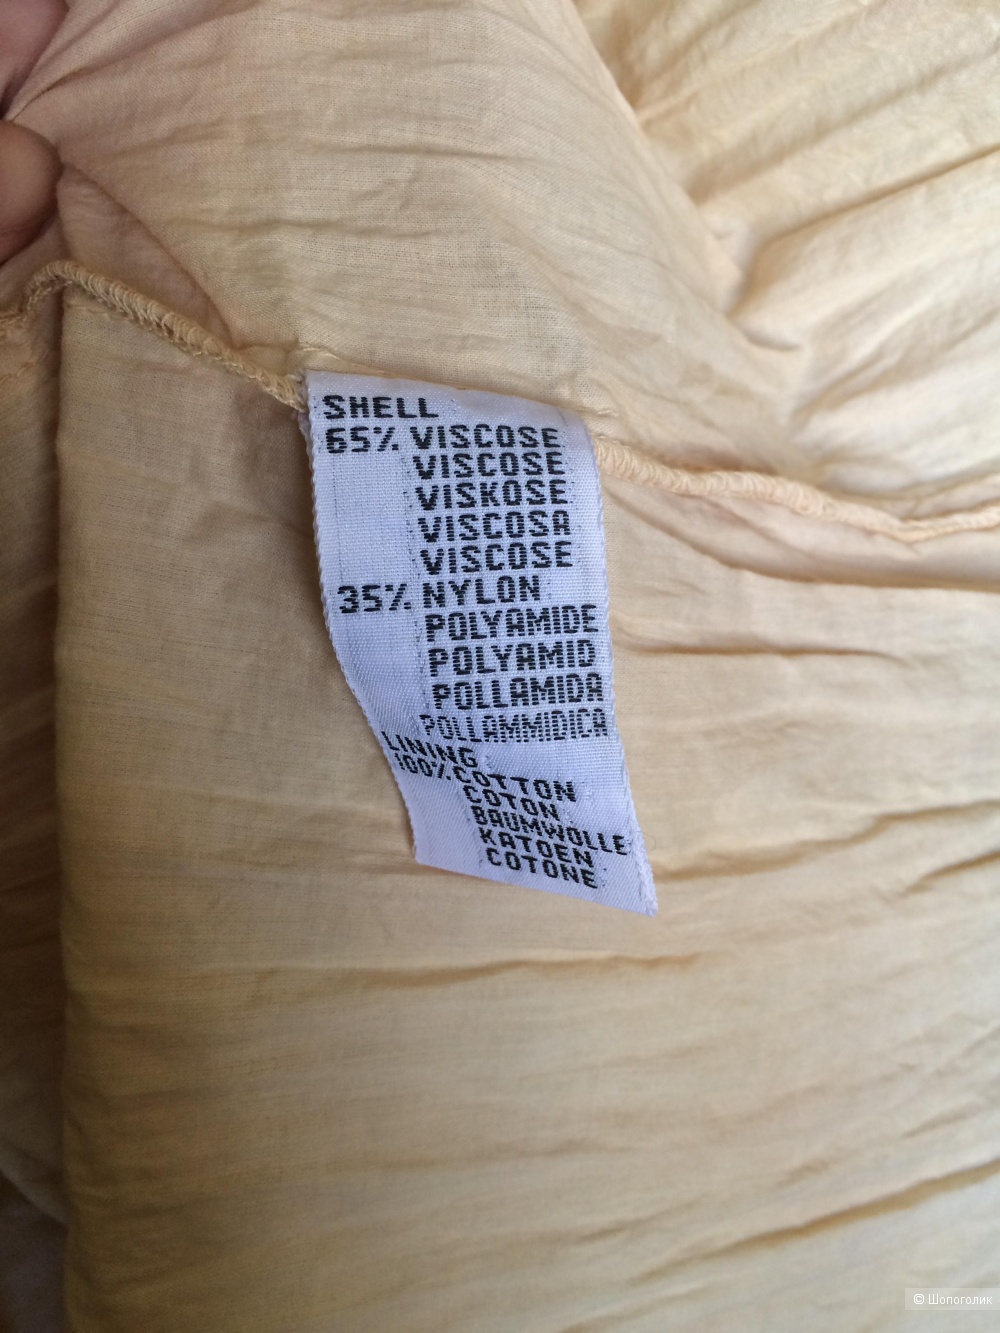 SHELL
65% VISCOSE
VISCOSE
VISKOSE
VISCOSA
VISCOSE
35% NYLON
POLYAMIDE
POLYAMID
POLLAMIDA
POLLAMMIDICA
LINING
100% COTTON
COTON
BAUMWOLLE
KATOEN
COTONE
© Шопоголик